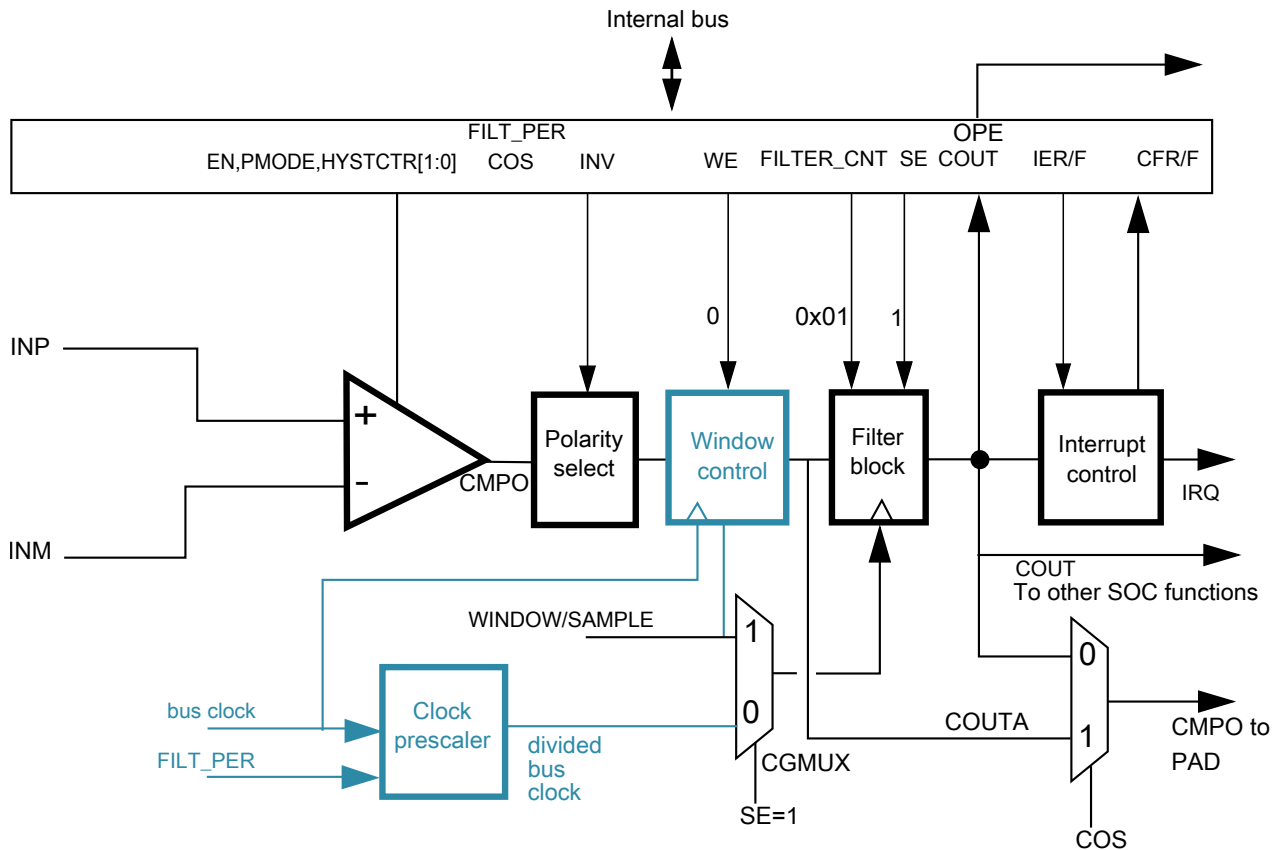 Internal bus
FILT_PER
OPE
EN,PMODE,HYSTCTR[1:0]
COS
INV
WE
FILTER_CNT
SE
COUT
IER/F
CFR/F
0
0x01
1
INP
INM
+
-
CMPO
Polarity
select
Window
control
Filter
block
Interrupt
control
IRQ
COUT
To other SOC functions
WINDOW/SAMPLE
1
0
CGMUX
SE=1
bus clock
FILT_PER
Clock
prescaler
divided
bus
clock
COUTA
0
1
COS
CMPO to
PAD